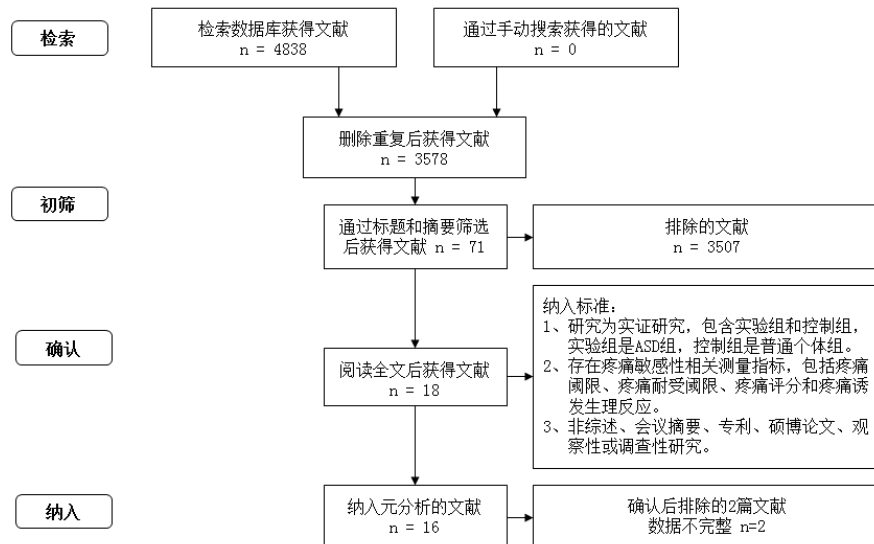 检索
检索数据库获得文献
n = 4838
通过手动搜索获得的文献
n = 0
删除重复后获得文献
n = 3578
初筛
通过标题和摘要筛选
后获得文献 n = 71
排除的文献
n = 3507
确认
阅读全文后获得文献
n = 18
纳入标准：
1、研究为实证研究，包含实验组和控制组，
实验组是ASD组，控制组是普通个体组。
2、存在疼痛敏感性相关测量指标，包括疼痛
阈限、疼痛耐受阈限、疼痛评分和疼痛诱
发生理反应。
3、非综述、会议摘要、专利、硕博论文、观
察性或调查性研究。
纳入
纳入元分析的文献
n = 16
确认后排除的2篇文献
数据不完整 n=2